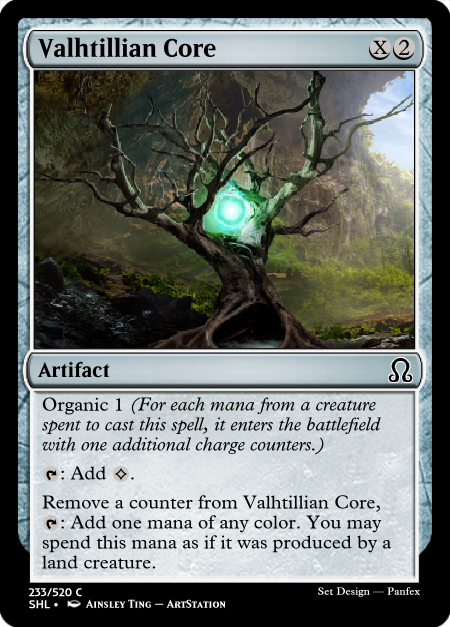 Valhtillian Core X2
Artifact
Organic 1 (For each mana from a creature
spent to cast this spell, it enters the battlefield
with one additional charge counters.)
: Add .
Remove a counter from Valhtillian Core,
: Add one mana of any color. You may
spend this mana as if it was produced by a
land creature.
233/520 C Set Design — Panfex
SHL • Ainsley Ting — ArtStation